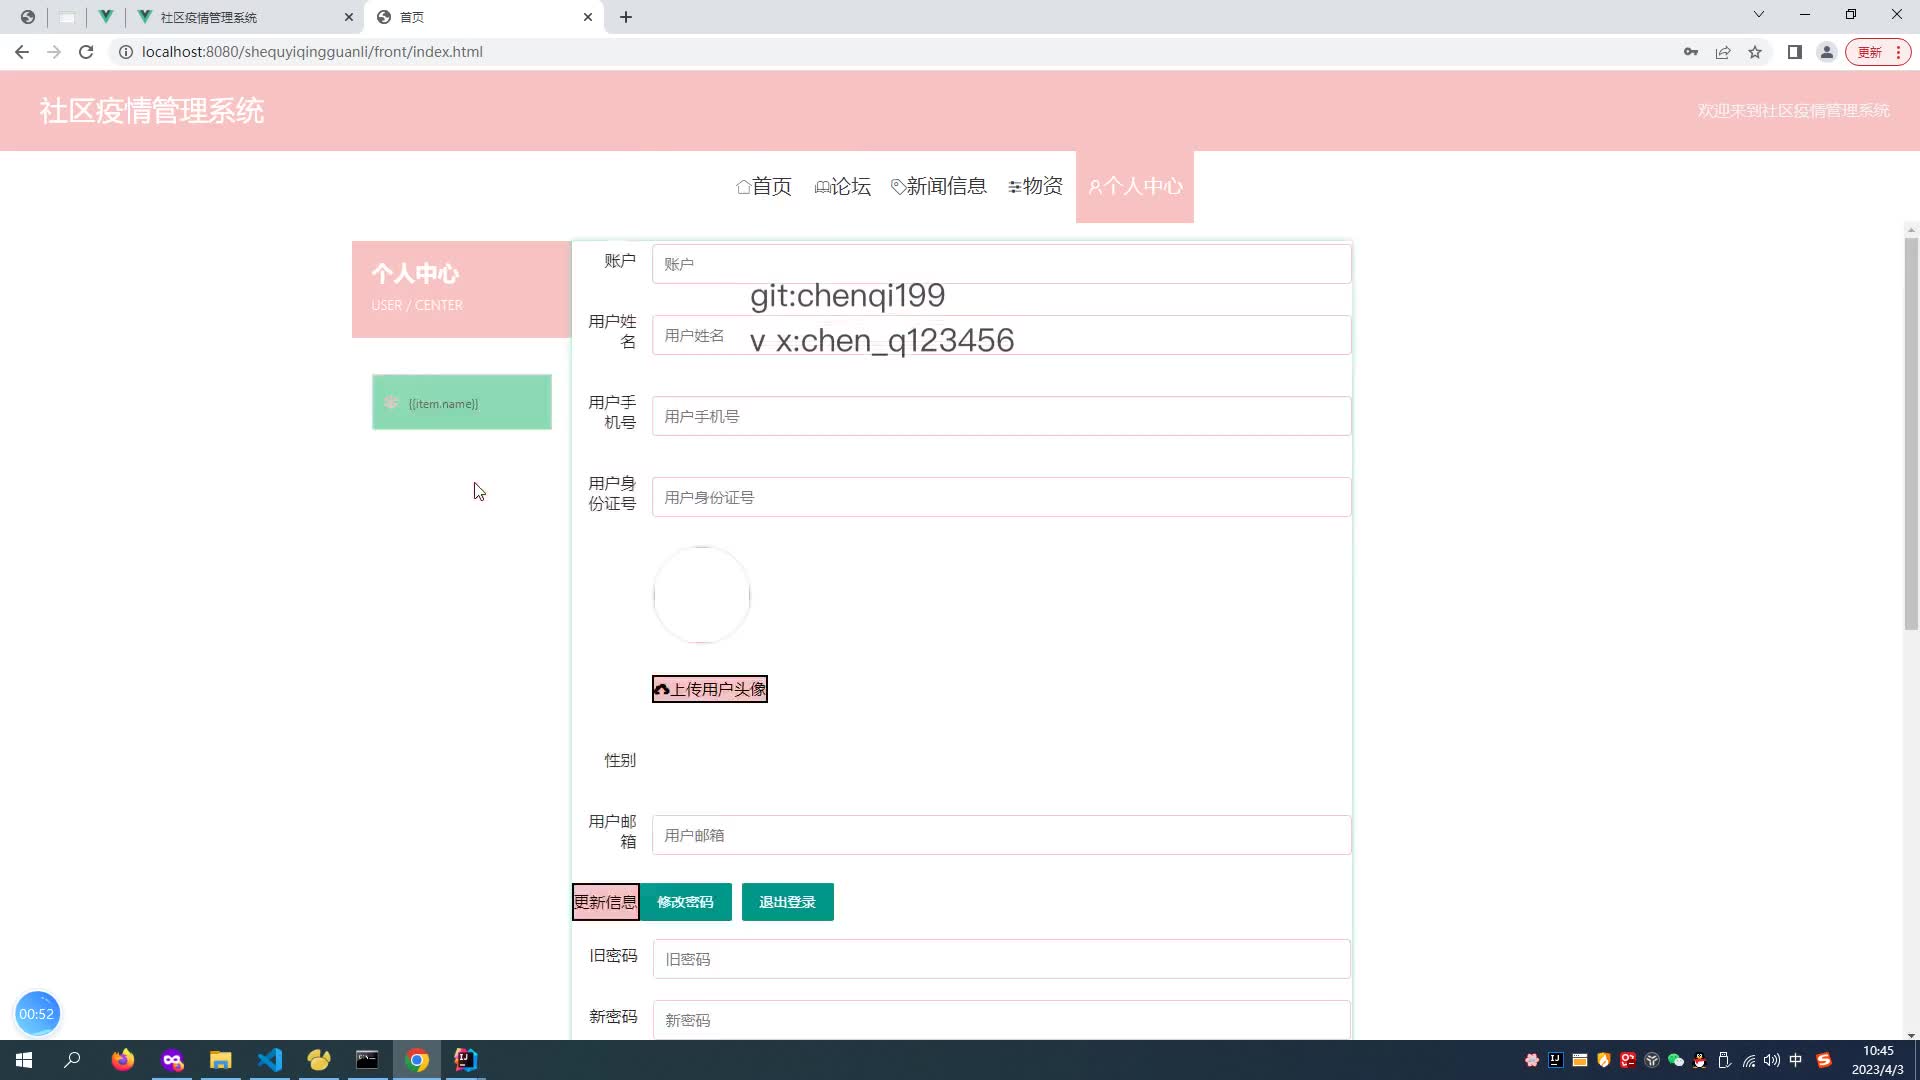 社区疫情管理系统
首页
localhost:8080/shequyiqingguanli/front/index.html
更新
社区疫情管理系统
欢迎来到社区疫情管理系统
首页
论坛
新闻信息
物资
个人中心
个人中心
USER / CENTER
{{item.name}}
账户
账户
git:chenqi199
用户姓
名
用户姓名
v x:chen_q123456
用户手
机号
用户手机号
用户身
份证号
用户身份证号
上传用户头像
性别
用户邮
箱
用户邮箱
更新信息
修改密码
退出登录
旧密码
旧密码
新密码
新密码
00:52
中
10:45
2023/4/3